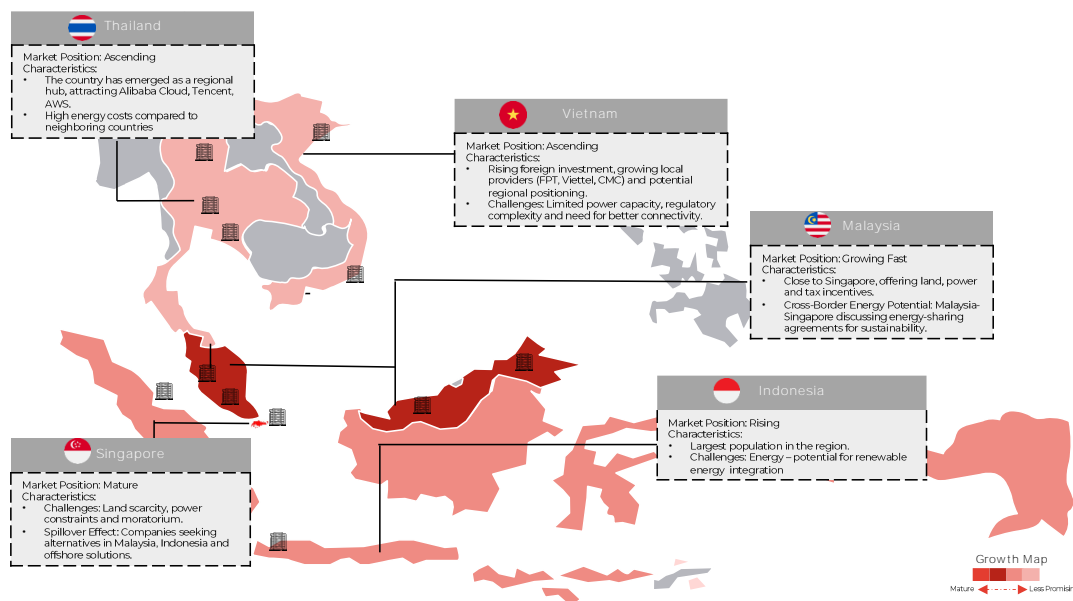 Thailand
Market Position: Ascending
Characteristics:
• The country has emerged as a regional
hub, attracting Alibaba Cloud, Tencent,
AWS.
• High energy costs compared to
neighboring countries
Vietnam
Market Position: Ascending
Characteristics:
• Rising foreign investment, growing local
providers (FPT, Viettel, CMC) and potential
regional positioning.
• Challenges: Limited power capacity, regulatory
complexity and need for better connectivity.
Malaysia
Market Position: Growing Fast
Characteristics:
• Close to Singapore, offering land, power
and tax incentives.
• Cross-Border Energy Potential: Malaysia-
Singapore discussing energy-sharing
agreements for sustainability.
Indonesia
Market Position: Rising
Characteristics:
• Largest population in the region.
• Challenges: Energy – potential for renewable
energy integration
Singapore
Market Position: Mature
Characteristics:
• Challenges: Land scarcity, power
constraints and moratorium.
• Spillover Effect: Companies seeking
alternatives in Malaysia, Indonesia and
offshore solutions.
Growth Map
Mature
Less Promisir